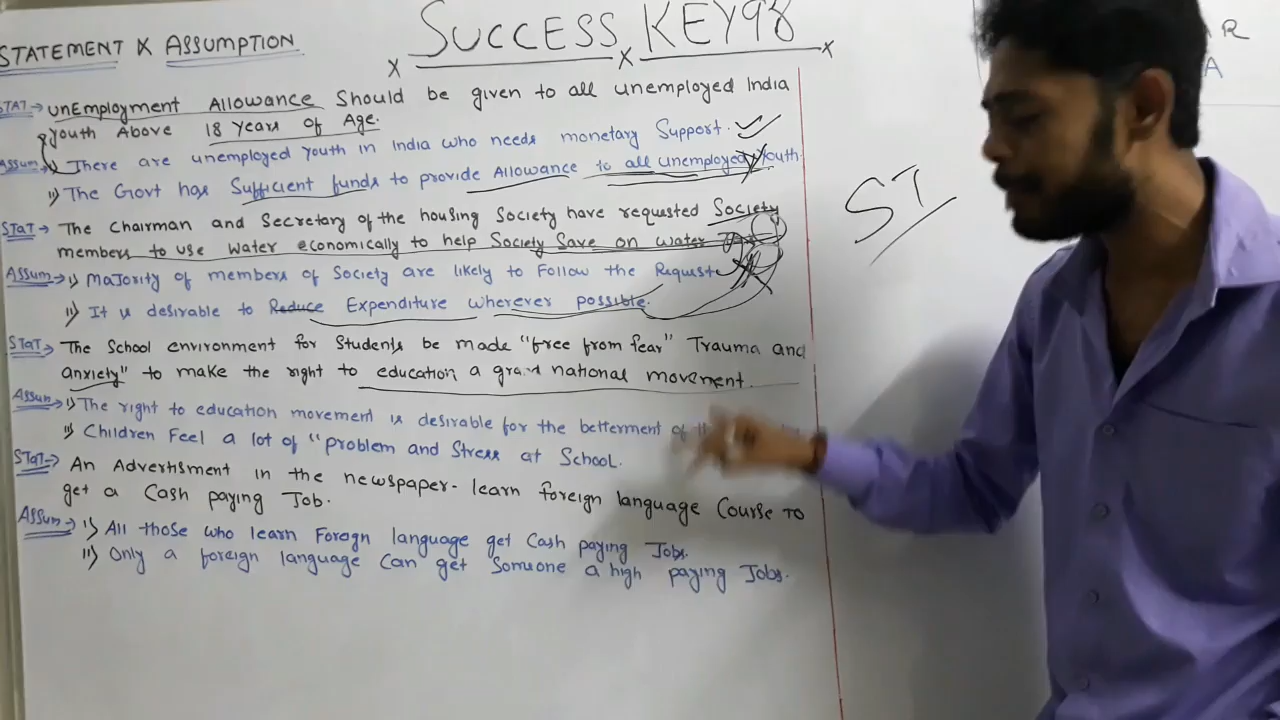 SUCCESS KEY98
STATEMENT X ASSUMPTION
STAT→ UnEmployment Allowance Should be given to all unemployed India
youth Above 18 years of Age.
Assum→ i) There are unemployed youth in India who needs monetary Support.
ii) The Govt has Sufficient funds to provide Allowance to all unemployed youth.
STaT→ The Chairman and Secretary of the housing Society have requested Society
members to use water economically to help Society Save on water
Assum→ i) Majority of members of Society are likely to Follow the Request
ii) It is desirable to Reduce Expenditure wherever possible.
STaT→ The School environment for Students be made "free from fear" Trauma and
anxiety" to make the right to education a grand national movement.
Assum→ i) The right to education movement is desirable for the betterment of
ii) Children Feel a lot of "problem and Stress at School.
STaT→ An Advertisment in the newspaper- learn foreign language Course to
get a Cash paying Job.
Assum→ i) All those who learn Forogn language get Cash paying Jobs.
ii) Only a foreign language Can get Someone a high paying Jobs.
ST
R
A